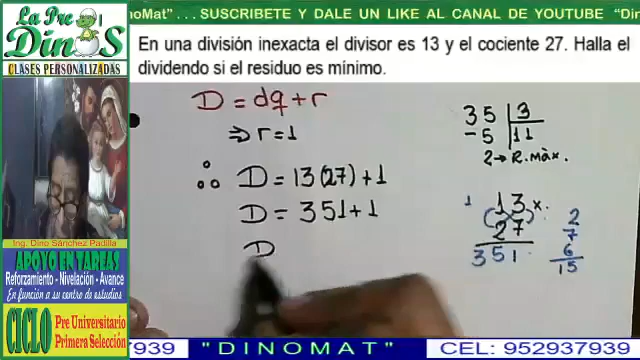 La Pre
Dinos
CLASES PERSONALIZADAS
inoMat" ... SUSCRIBETE Y DALE UN LIKE AL CANAL DE YOUTUBE "Din
En una división inexacta el divisor es 13 y el cociente 27. Halla el
dividendo si el residuo es mínimo.
D = dq + r
⇒ r = 1
∴ D = 13(27) + 1
D = 351 + 1
D
35 | 3
-5 | 11
2 → R. màx.
1 13 x.
27
351
2
7
6
15
Ing. Dino Sánchez Padilla
APOYO EN TAREAS
Reforzamiento - Nivelación - Avance
En función a su centro de estudios
CICLO Pre Universitario
Primera Selección
37939 "DINOMAT" CEL: 952937939